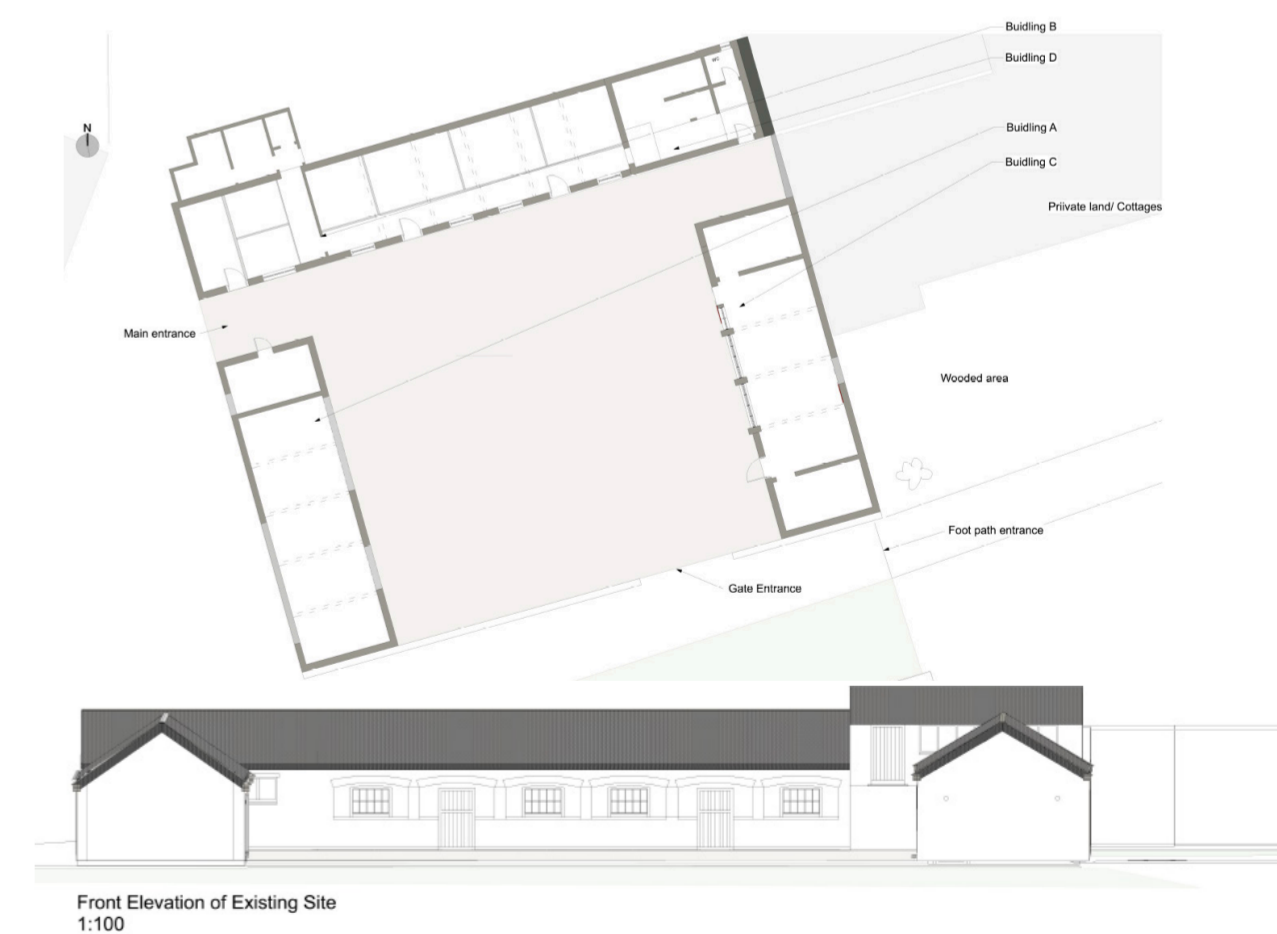 Buidling B
Buidling D
N
Buidling A
Buidling C
Priivate land/ Cottages
Main entrance
Wooded area
Foot path entrance
Gate Entrance
Front Elevation of Existing Site
1:100